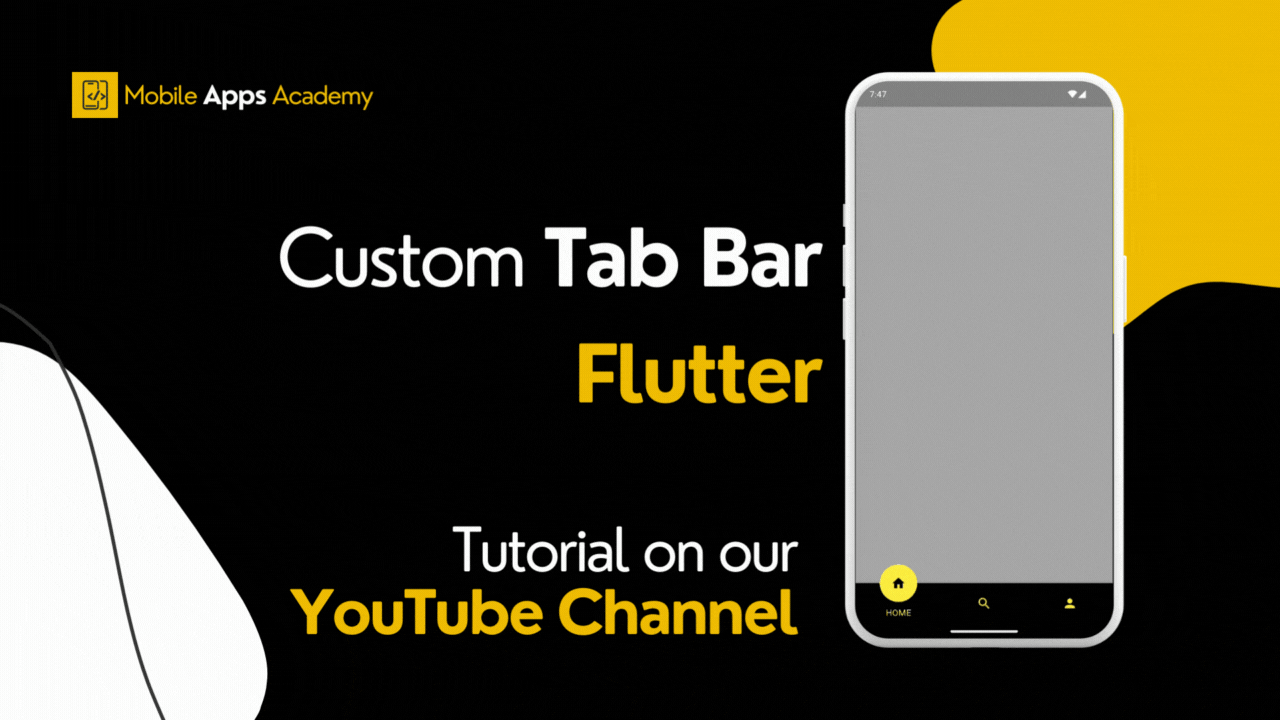 Mobile Apps Academy
7:47
Custom Tab Bar
Flutter
Tutorial on our
YouTube Channel
HOME